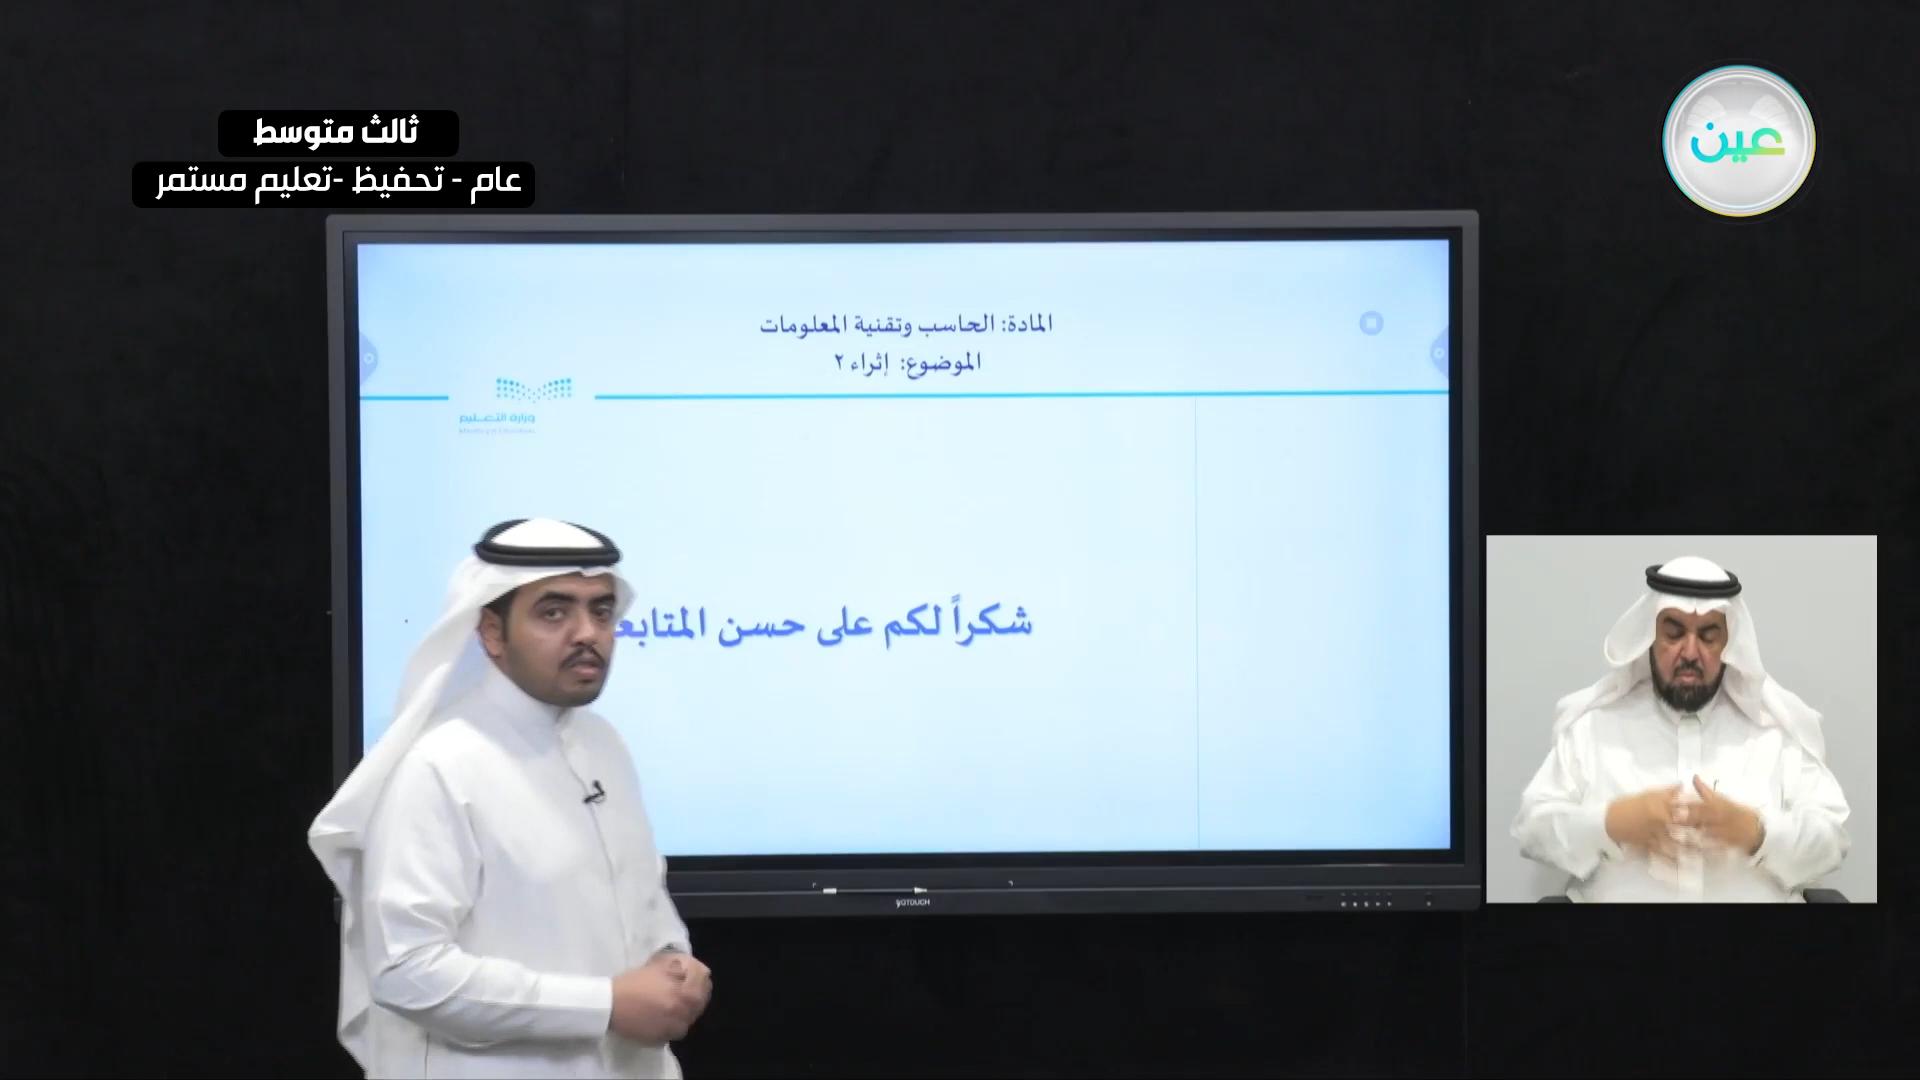 ثالث متوسط
عام - تحفيظ -تعليم مستمر
عين
المادة: الحاسب وتقنية المعلومات
الموضوع: إثراء ٢
وزارة التعليم
شكراً لكم على حسن المتابع